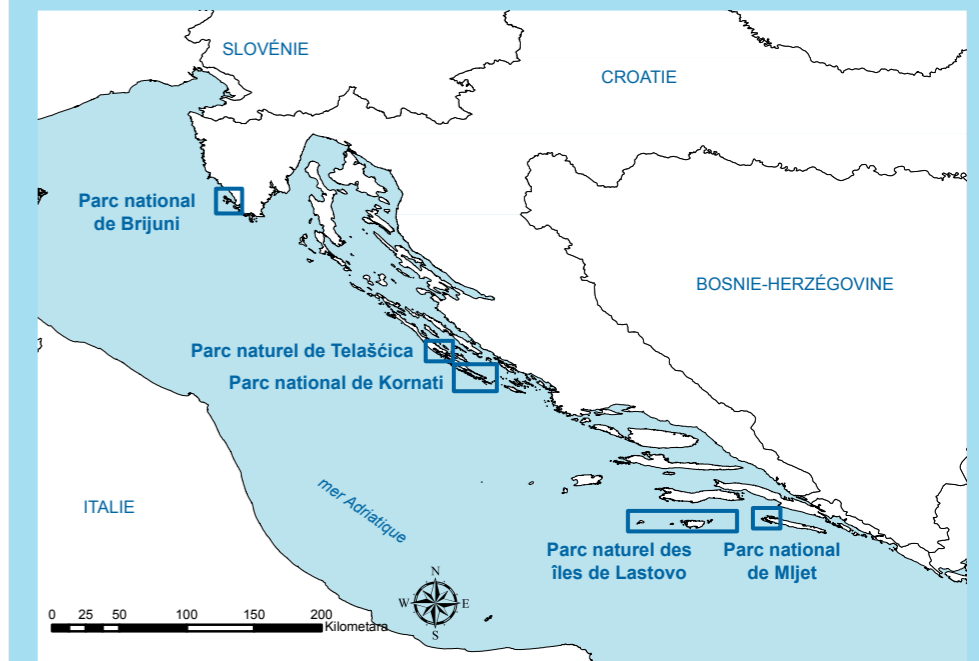 SLOVÉNIE
CROATIE
Parc national
de Brijuni
BOSNIE-HERZÉGOVINE
Parc naturel de Telašćica
Parc national de Kornati
ITALIE
mer Adriatique
Parc naturel des
îles de Lastovo
Parc national
de Mljet
N
W
E
S
0 25 50 100 150 200
Kilometara